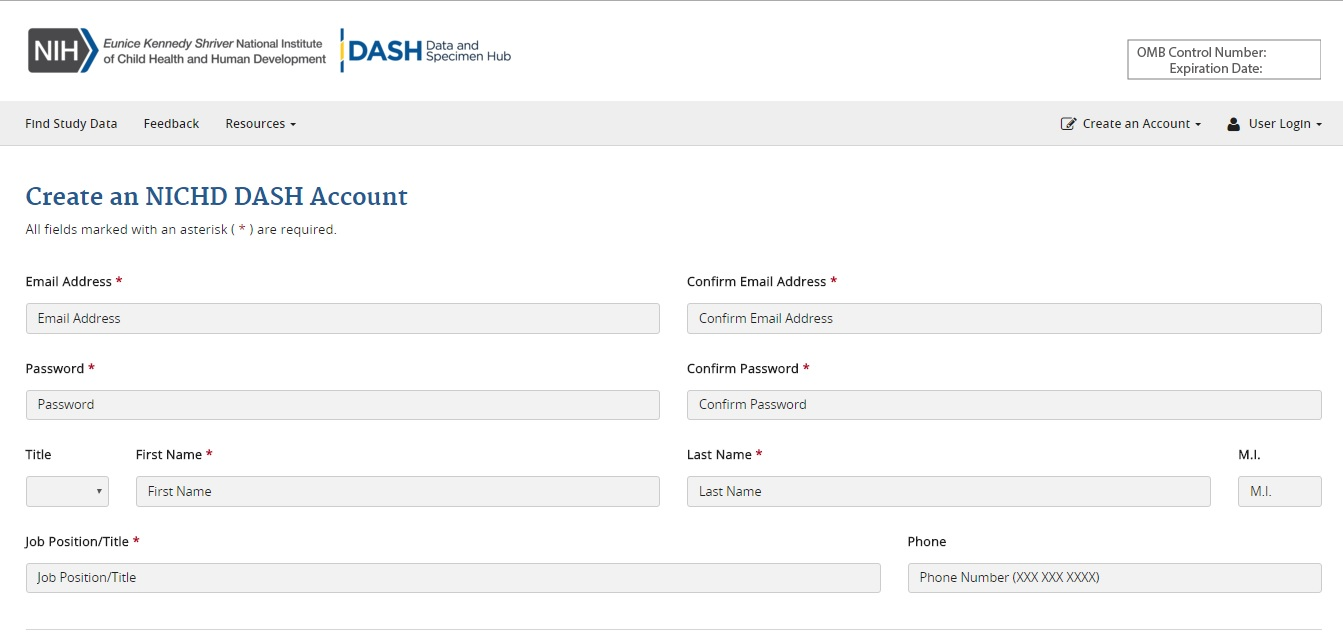 NIH Eunice Kennedy Shriver National Institute
of Child Health and Human Development
DASH Data and
Specimen Hub
OMB Control Number:
Expiration Date:
Find Study Data Feedback Resources Create an Account User Login
Create an NICHD DASH Account
All fields marked with an asterisk ( * ) are required.
Email Address * Confirm Email Address *
Email Address Confirm Email Address
Password * Confirm Password *
Password Confirm Password
Title First Name * Last Name * M.I.
First Name Last Name M.I.
Job Position/Title * Phone
Job Position/Title Phone Number (XXX XXX XXXX)